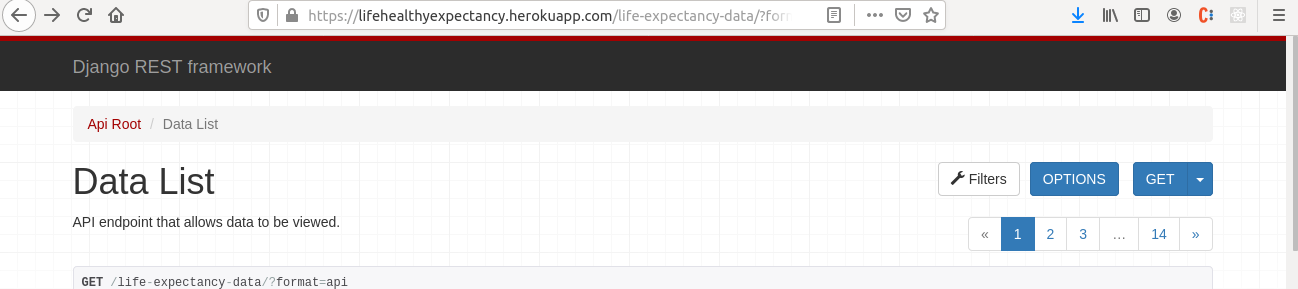 https://lifehealthyexpectancy.herokuapp.com/life-expectancy-data/?for
Django REST framework
Api Root / Data List
Data List
Filters
OPTIONS
GET
API endpoint that allows data to be viewed.
« 1 2 3 … 14 »
GET /life-expectancy-data/?format=api